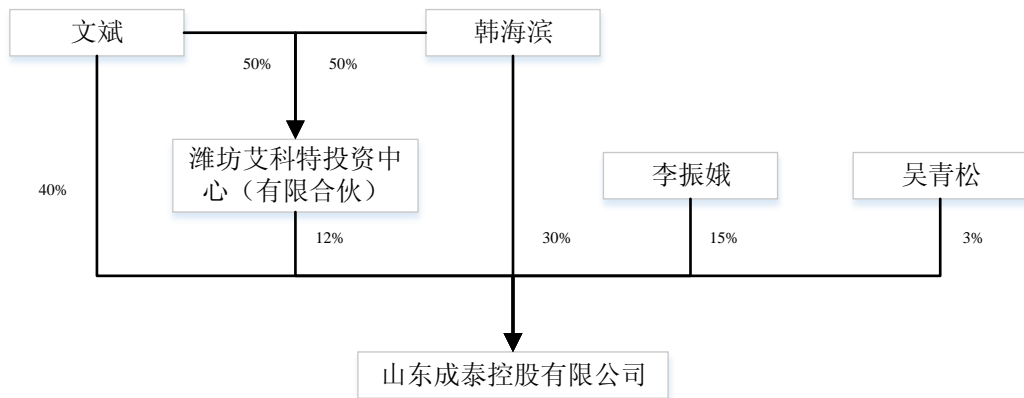 文斌
韩海滨
50%
50%
潍坊艾科特投资中
心（有限合伙）
李振娥
吴青松
40%
12%
30%
15%
3%
山东成泰控股有限公司